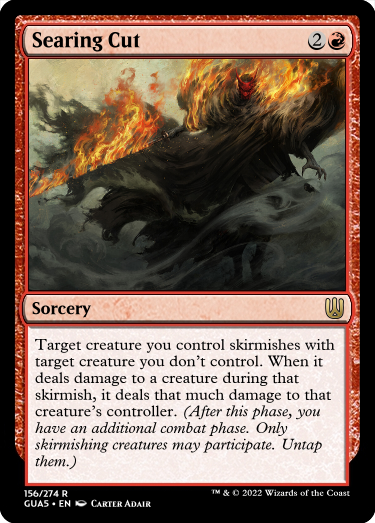 Searing Cut 2
Sorcery
Target creature you control skirmishes with
target creature you don't control. When it
deals damage to a creature during that
skirmish, it deals that much damage to that
creature's controller. (After this phase, you
have an additional combat phase. Only
skirmishing creatures may participate. Untap
them.)
156/274 R
GUA5 • EN Carter Adair
™ & © 2022 Wizards of the Coast